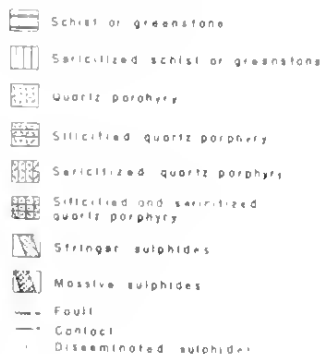 Schist or greenstone
Sericitized schist or greenstone
Quartz porphyry
Silicified quartz porphyry
Sericitized quartz porphyry
Silicified and sericitized
quartz porphyry
Stringer sulphides
Massive sulphides
Fault
Contact
Disseminated sulphides